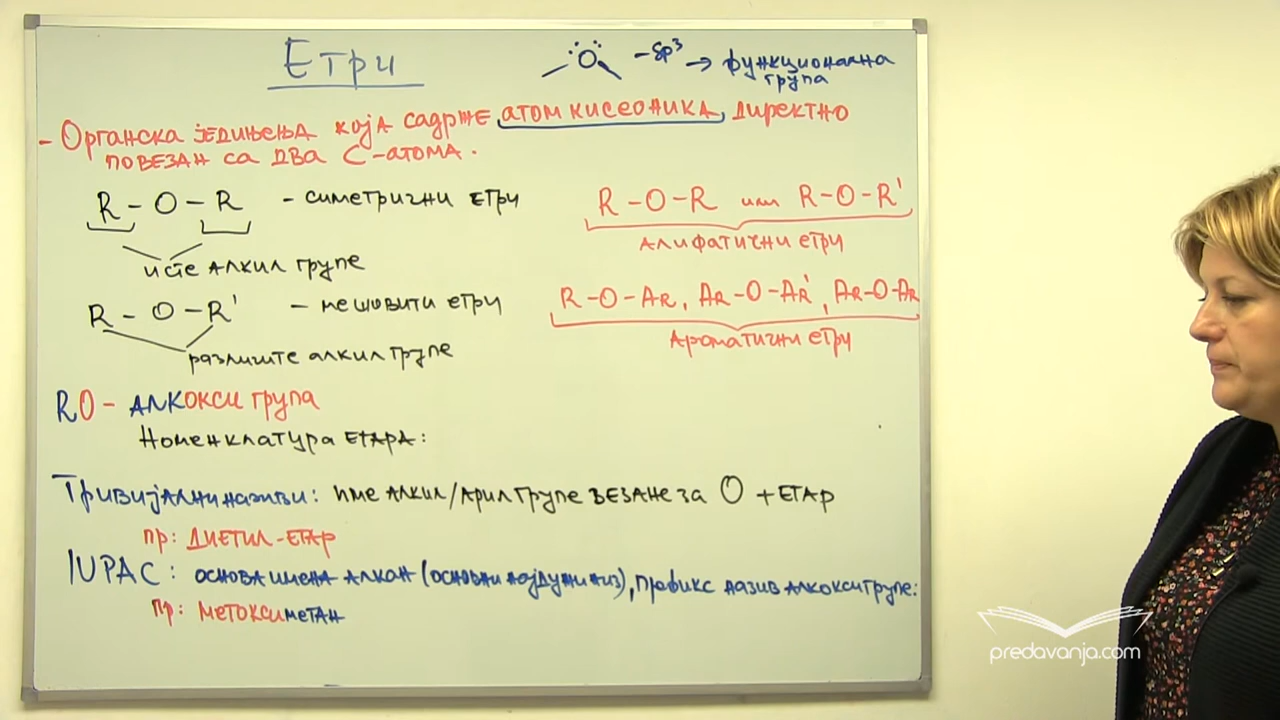 Етри
Ö -sp³ → функционална група
- Органска једињења која садрже атом кисеоника, директно
повезан са два C-атома.
R - O - R - симетрични етри
исте алкил групе
R - O - R' - мешовити етри
различите алкил групе
R-O-R или R-O-R'
алифатични етри
R-O-Ar, Ar-O-Ar', Ar-O-Ar
Ароматични етри
RO- алкокси група
Номенклатура етара:
Тривијални називи: име алкил/арил групе везане за O + етар
пр: диетил-етар
IUPAC: основа имена алкан (основни најдужи низ), префикс назив алкокси групе:
пр: метоксиметан
predavanja.com